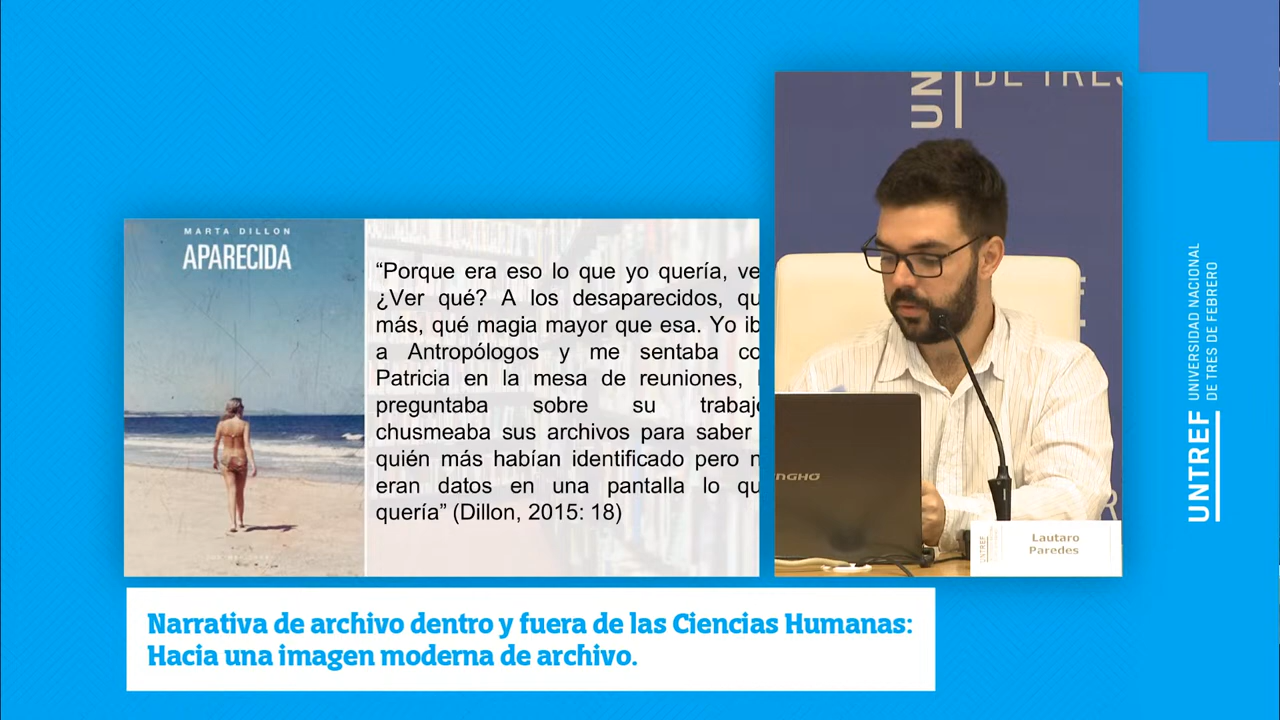 MARTA DILLON
APARECIDA
“Porque era eso lo que yo quería, ve
¿Ver qué? A los desaparecidos, qu
más, qué magia mayor que esa. Yo ib
a Antropólogos y me sentaba co
Patricia en la mesa de reuniones,
preguntaba sobre su trabajo
chusmeaba sus archivos para saber
quién más habían identificado pero n
eran datos en una pantalla lo qu
quería” (Dillon, 2015: 18)
UN
DE TRES
Lautaro
Paredes
UNTREF
UNIVERSIDAD NACIONAL
DE TRES DE FEBRERO
Narrativa de archivo dentro y fuera de las Ciencias Humanas:
Hacia una imagen moderna de archivo.